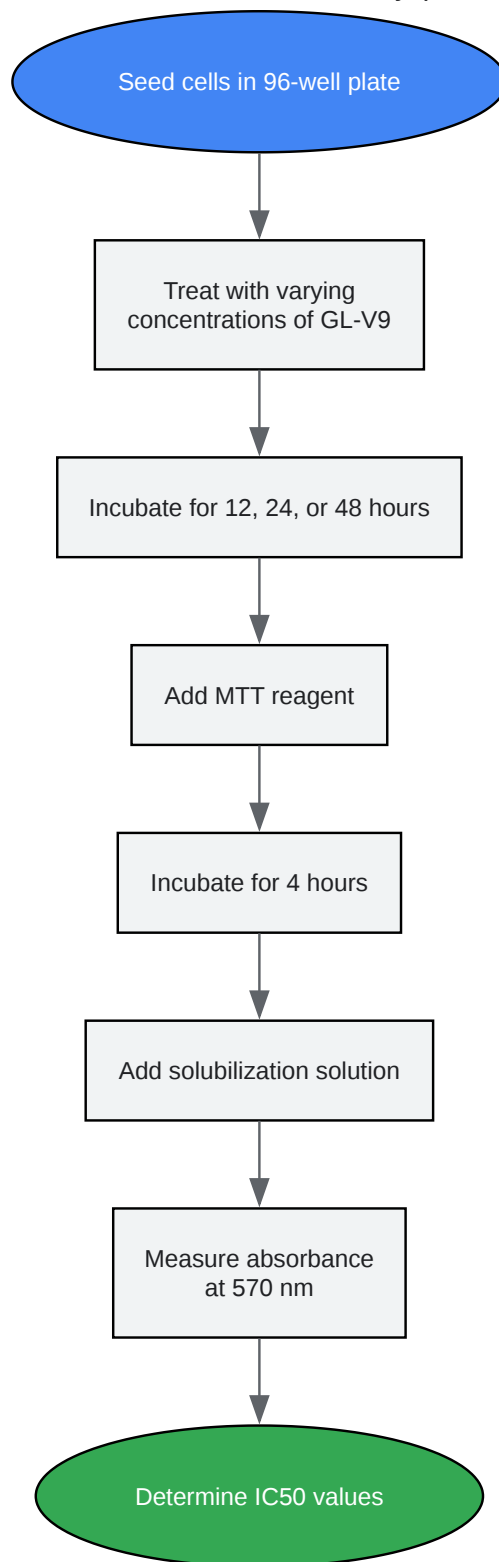 Seed cells in 96-well plate
Treat with varying
concentrations of GL-V9
Incubate for 12, 24, or 48 hours
Add MTT reagent
Incubate for 4 hours
Add solubilization solution
Measure absorbance
at 570 nm
Determine IC50 values